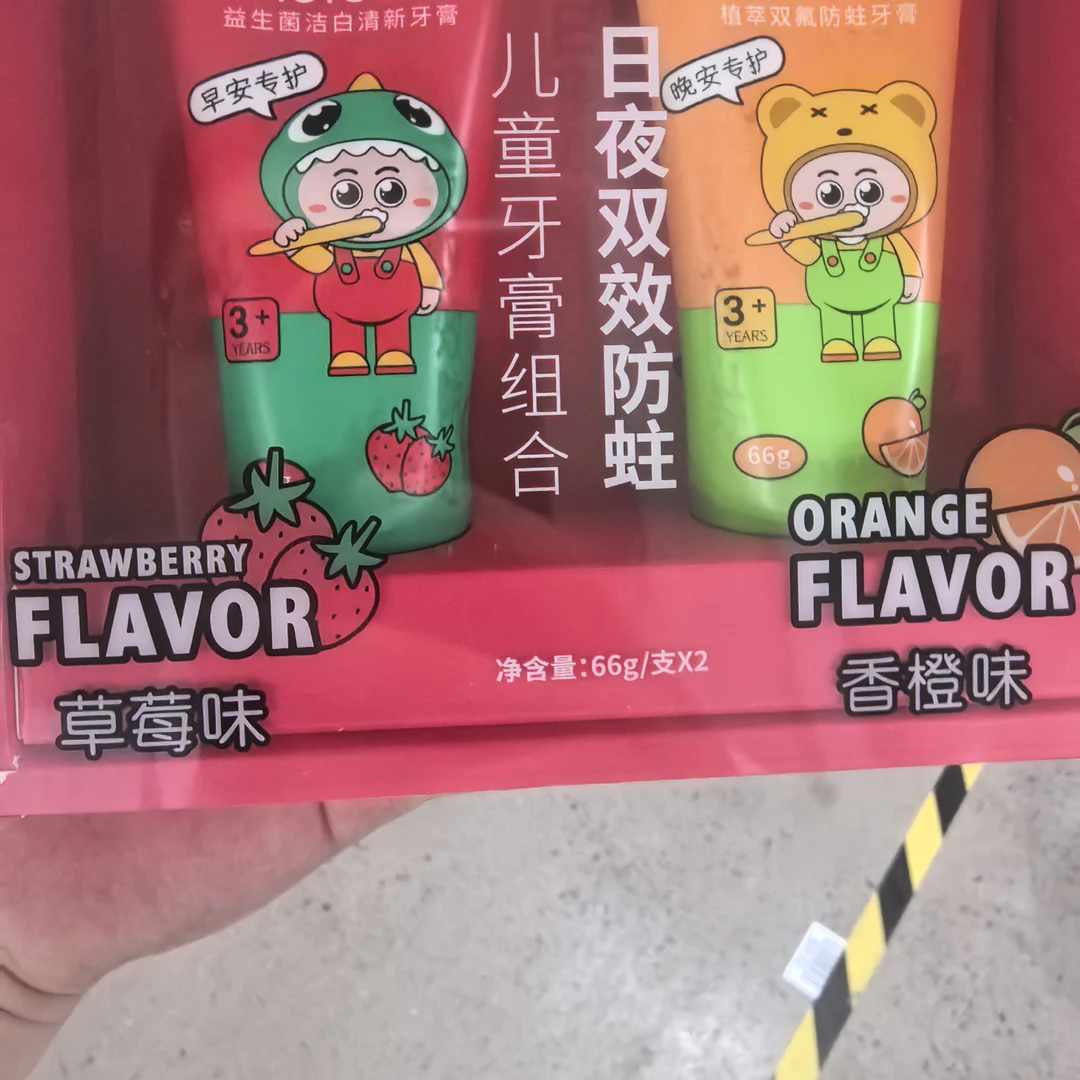 益生菌洁白清新牙膏
早安专护
3+
YEARS
儿童牙膏组合
日夜双效防蛀
植萃双氟防蛀牙膏
晚安专护
3+
YEARS
66g
STRAWBERRY
FLAVOR
草莓味
净含量:66g/支X2
ORANGE
FLAVOR
香橙味